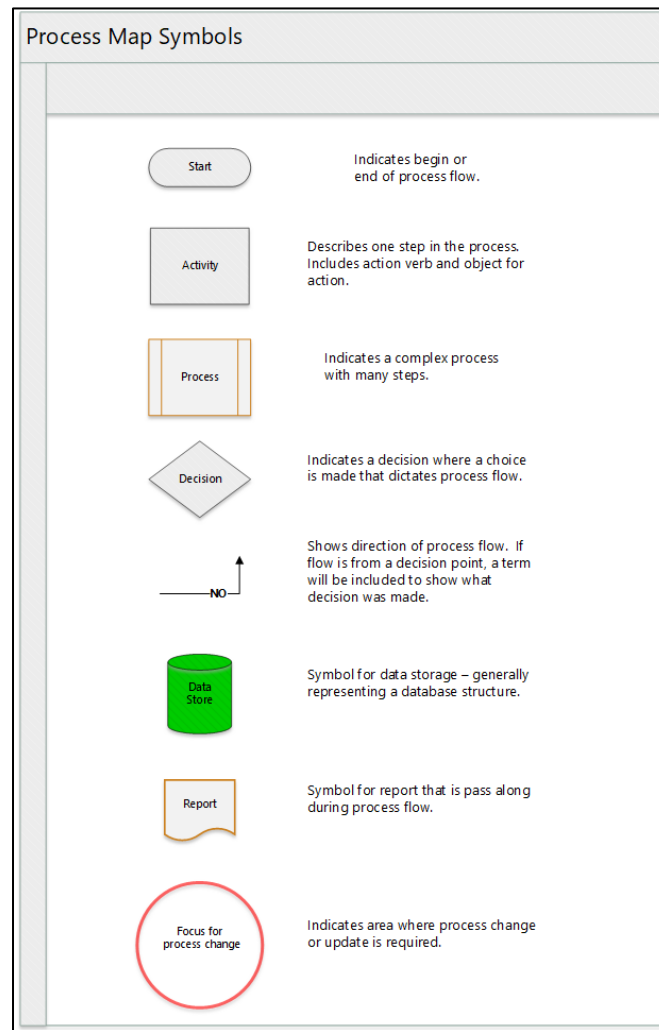 Process Map Symbols
Start
Indicates begin or
end of process flow.
Activity
Describes one step in the process.
Includes action verb and object for
action.
Process
Indicates a complex process
with many steps.
Decision
Indicates a decision where a choice
is made that dictates process flow.
NO
Shows direction of process flow.  If
flow is from a decision point, a term
will be included to show what
decision was made.
Data
Store
Symbol for data storage – generally
representing a database structure.
Report
Symbol for report that is pass along
during process flow.
Focus for
process change
Indicates area where process change
or update is required.